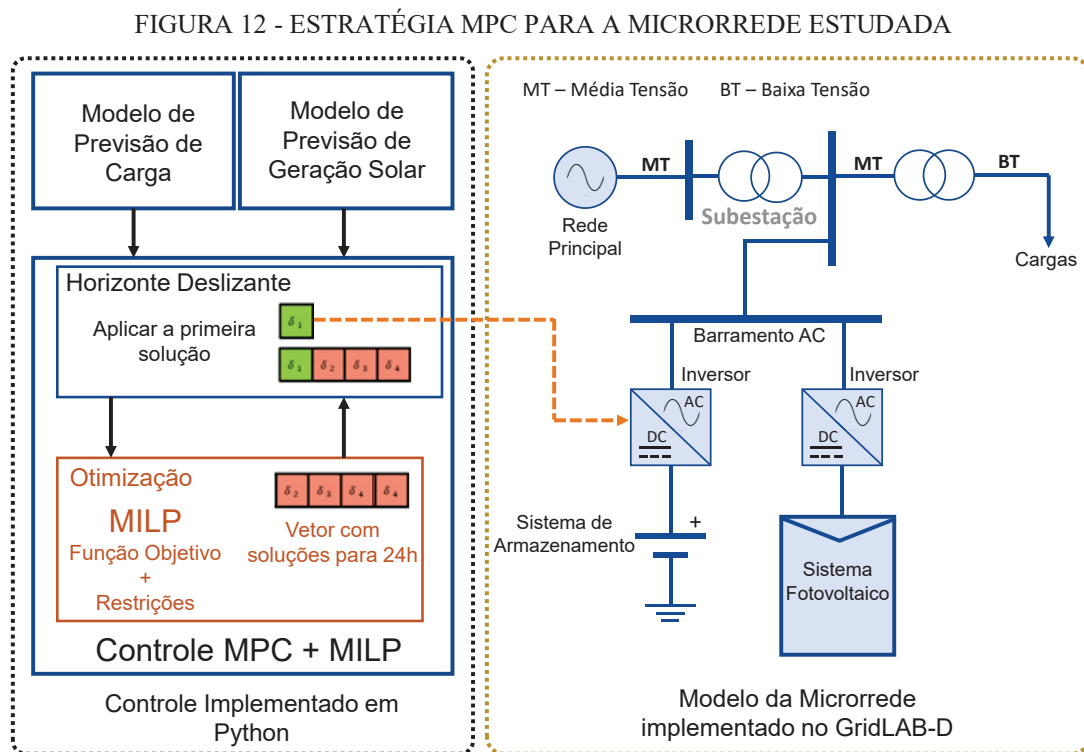 FIGURA 12 - ESTRATÉGIA MPC PARA A MICRORREDE ESTUDADA
Modelo de
Previsão de
Carga
Modelo de
Previsão de
Geração Solar
Horizonte Deslizante
Aplicar a primeira
solução
δ₁
δ₁ δ₂ δ₃ δ₄
Otimização
MILP
Função Objetivo
+
Restrições
δ₂ δ₃ δ₄ δ₄
Vetor com
soluções para 24h
Controle MPC + MILP
Controle Implementado em
Python
MT – Média Tensão
BT – Baixa Tensão
MT
MT
BT
Subestação
Rede
Principal
Cargas
Barramento AC
Inversor
Inversor
AC
DC
AC
DC
Sistema de
Armazenamento
+
Sistema
Fotovoltaico
Modelo da Microrrede
implementado no GridLAB-D